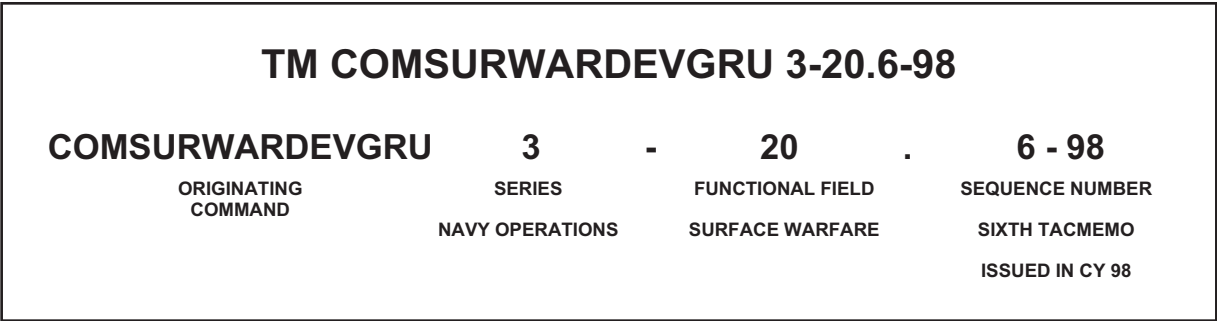 TM COMSURWARDEVGRU 3-20.6-98
COMSURWARDEVGRU 3 - 20 . 6 - 98
ORIGINATING COMMAND SERIES FUNCTIONAL FIELD SEQUENCE NUMBER
NAVY OPERATIONS SURFACE WARFARE SIXTH TACMEMO
ISSUED IN CY 98